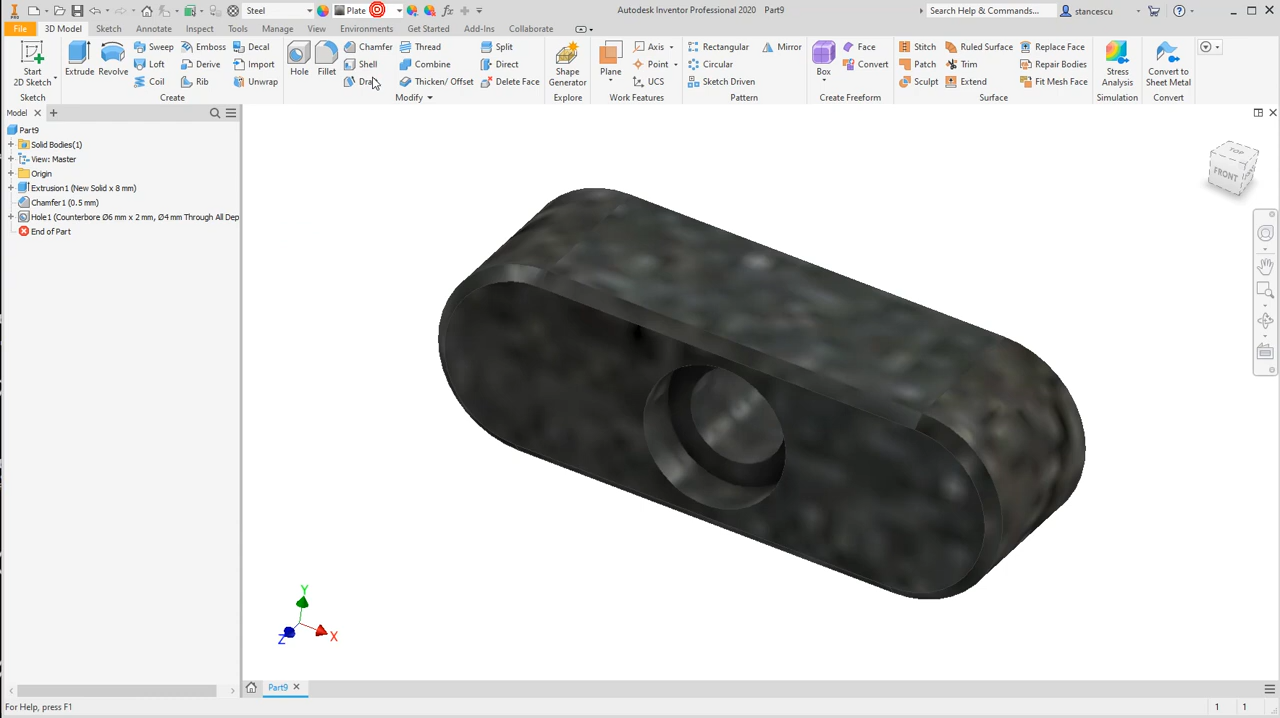 PRO
Steel
Plate
fx
Autodesk Inventor Professional 2020 Part9
Search Help & Commands...
stancescu
File
3D Model
Sketch
Annotate
Inspect
Tools
Manage
View
Environments
Get Started
Add-Ins
Collaborate
Start
2D Sketch
Extrude
Revolve
Sweep
Loft
Coil
Emboss
Derive
Rib
Decal
Import
Unwrap
Hole
Fillet
Chamfer
Shell
Thread
Combine
Thicken/ Offset
Split
Direct
Delete Face
Shape
Generator
Plane
Axis
Point
UCS
Rectangular
Circular
Sketch Driven
Mirror
Box
Face
Convert
Stitch
Patch
Sculpt
Ruled Surface
Trim
Extend
Replace Face
Repair Bodies
Fit Mesh Face
Stress
Analysis
Convert to
Sheet Metal
Sketch
Create
Modify
Explore
Work Features
Pattern
Create Freeform
Surface
Simulation
Convert
Model
Part9
Solid Bodies(1)
View: Master
Origin
Extrusion1 (New Solid x 8 mm)
Chamfer1 (0.5 mm)
Hole1 (Counterbore Ø6 mm x 2 mm, Ø4 mm Through All Dep
End of Part
TOP
FRONT
Y
Z
X
Part9
For Help, press F1
1
1